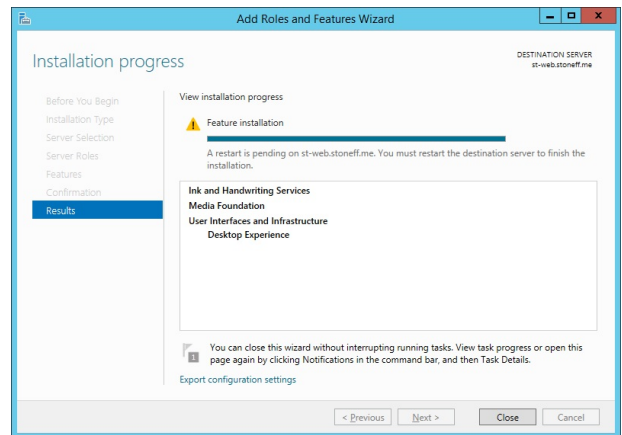 Add Roles and Features Wizard
Installation progress
DESTINATION SERVER
st-web.stoneff.me
Before You Begin
Installation Type
Server Selection
Server Roles
Features
Confirmation
Results
View installation progress
Feature installation
A restart is pending on st-web.stoneff.me. You must restart the destination server to finish the
installation.
Ink and Handwriting Services
Media Foundation
User Interfaces and Infrastructure
Desktop Experience
1
You can close this wizard without interrupting running tasks. View task progress or open this
page again by clicking Notifications in the command bar, and then Task Details.
Export configuration settings
< Previous
Next >
Close
Cancel